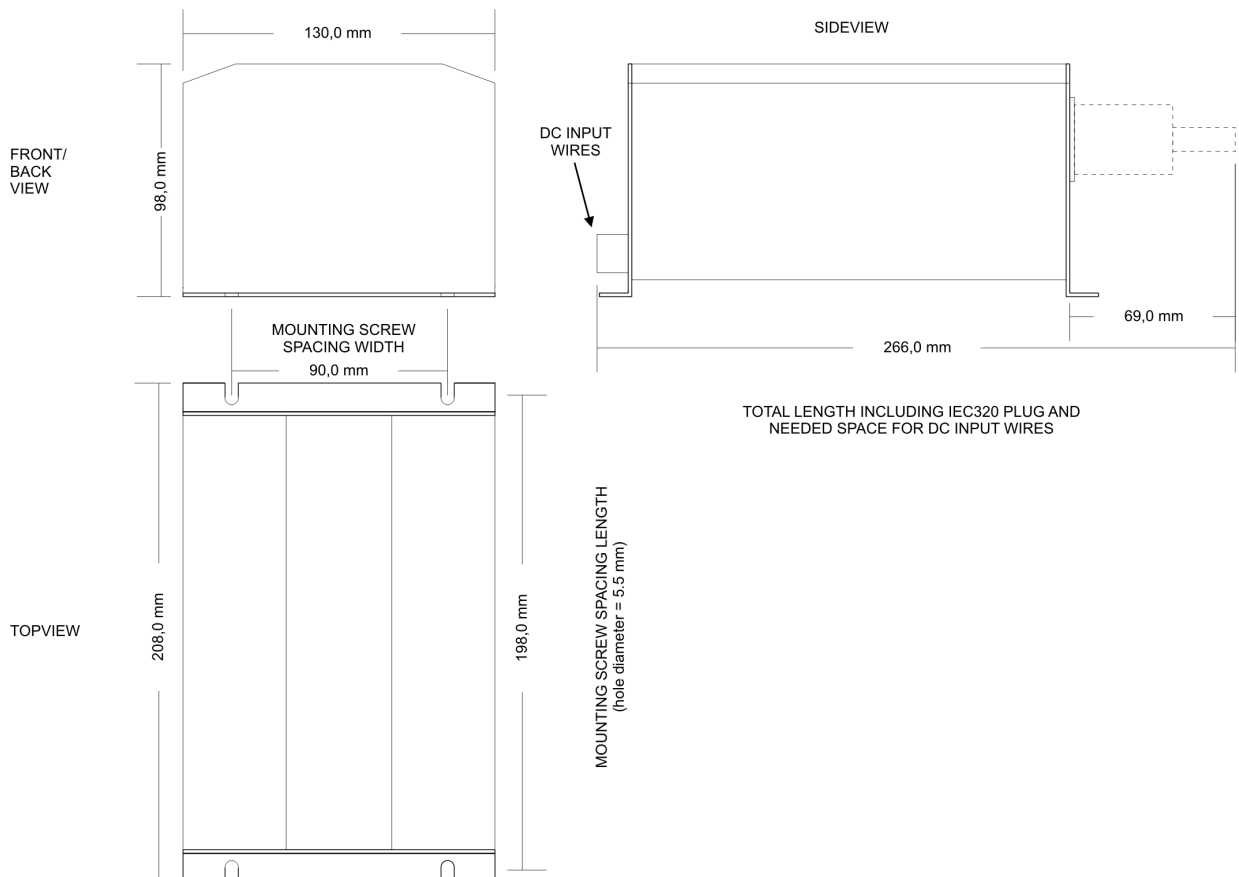 130,0 mm
SIDEVIEW
FRONT/
BACK
VIEW
98,0 mm
DC INPUT
WIRES
69,0 mm
266,0 mm
MOUNTING SCREW
SPACING WIDTH
90,0 mm
TOTAL LENGTH INCLUDING IEC320 PLUG AND
NEEDED SPACE FOR DC INPUT WIRES
TOPVIEW
208,0 mm
198,0 mm
MOUNTING SCREW SPACING LENGTH
(hole diameter = 5.5 mm)